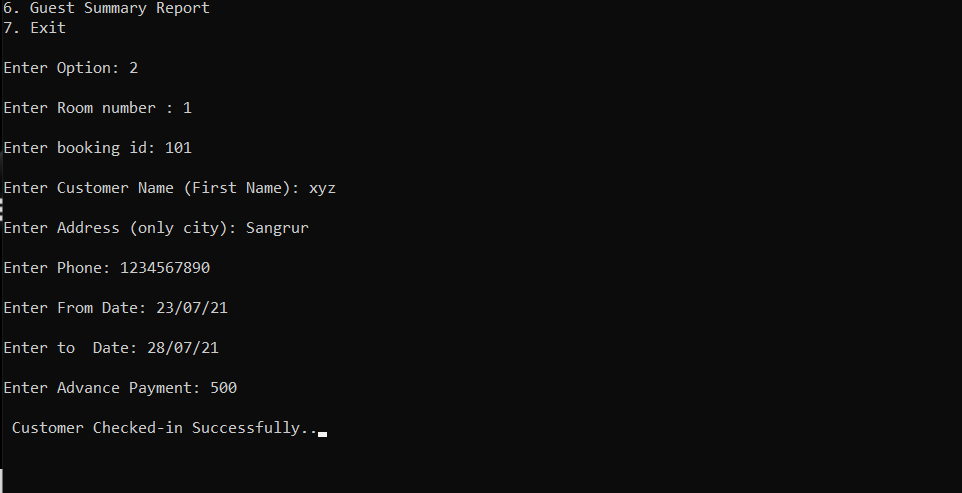 6. Guest Summary Report
7. Exit
Enter Option: 2
Enter Room number : 1
Enter booking id: 101
Enter Customer Name (First Name): xyz
Enter Address (only city): Sangrur
Enter Phone: 1234567890
Enter From Date: 23/07/21
Enter to  Date: 28/07/21
Enter Advance Payment: 500
Customer Checked-in Successfully..